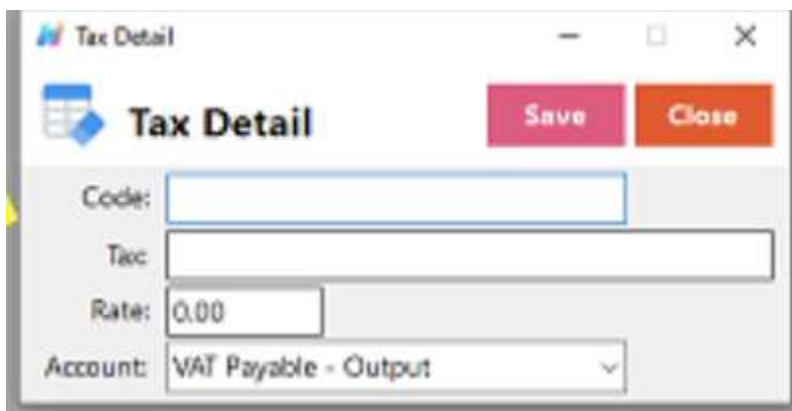 Tax Detail
Tax Detail Save Close
Code:
Tax:
Rate: 0.00
Account: VAT Payable - Output